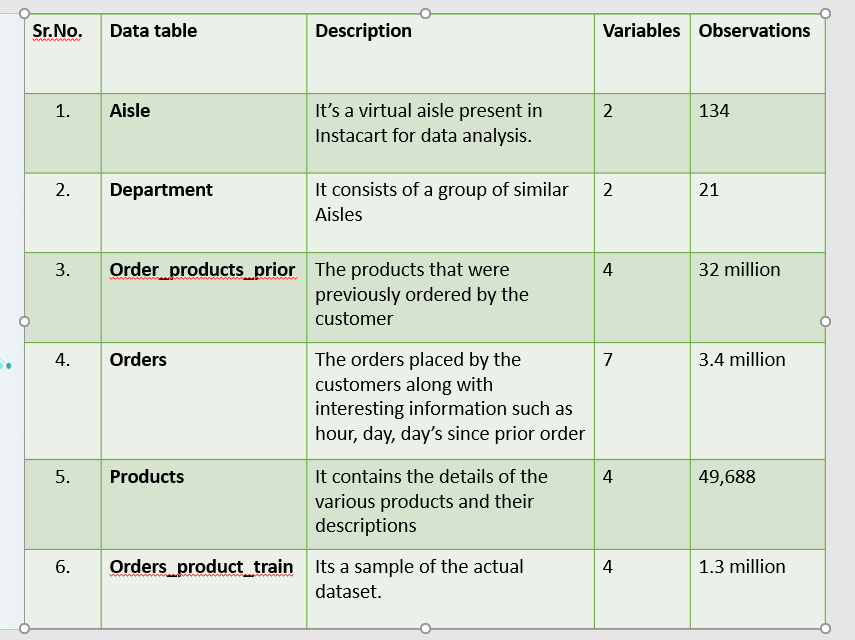 Sr.No. Data table Description Variables Observations
1. Aisle It’s a virtual aisle present in 2 134
Instacart for data analysis.
2. Department It consists of a group of similar 2 21
Aisles
3. Order_products_prior The products that were 4 32 million
previously ordered by the
customer
4. Orders The orders placed by the 7 3.4 million
customers along with
interesting information such as
hour, day, day’s since prior order
5. Products It contains the details of the 4 49,688
various products and their
descriptions
6. Orders_product_train Its a sample of the actual 4 1.3 million
dataset.